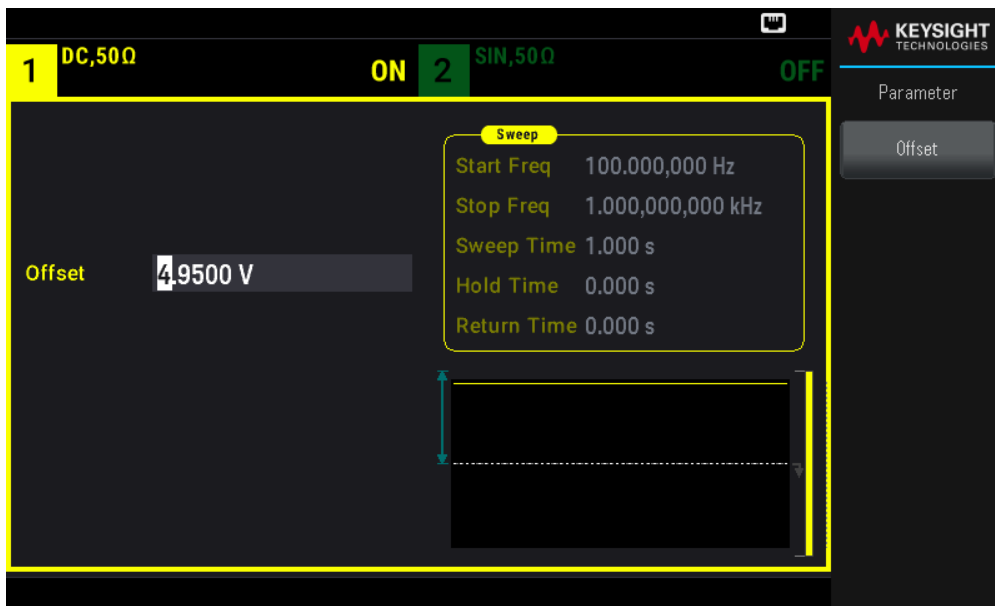 KEYSIGHT
TECHNOLOGIES
1 DC,50Ω ON
2 SIN,50Ω OFF
Parameter
Offset
Offset 4.9500 V
Sweep
Start Freq 100.000,000 Hz
Stop Freq 1.000,000,000 kHz
Sweep Time 1.000 s
Hold Time 0.000 s
Return Time 0.000 s